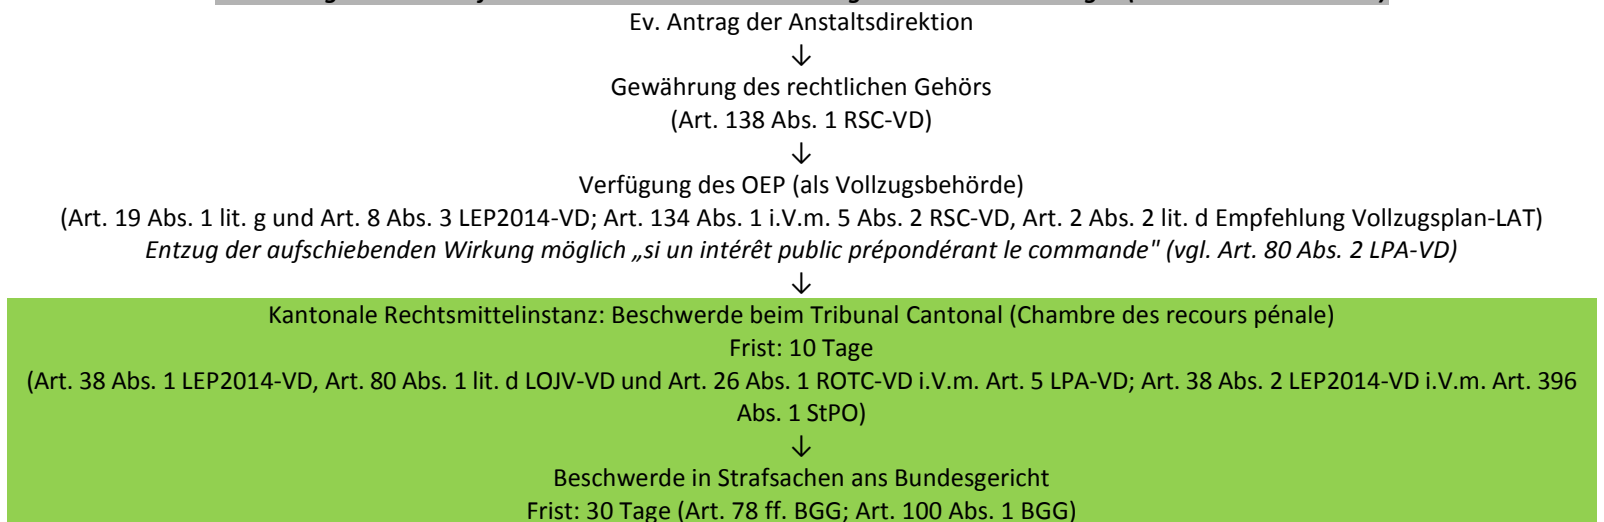 Ev. Antrag der Anstaltsdirektion
↓
Gewährung des rechtlichen Gehörs
(Art. 138 Abs. 1 RSC-VD)
↓
Verfügung des OEP (als Vollzugsbehörde)
(Art. 19 Abs. 1 lit. g und Art. 8 Abs. 3 LEP2014-VD; Art. 134 Abs. 1 i.V.m. 5 Abs. 2 RSC-VD, Art. 2 Abs. 2 lit. d Empfehlung Vollzugsplan-LAT)
Entzug der aufschiebenden Wirkung möglich „si un intérêt public prépondérant le commande" (vgl. Art. 80 Abs. 2 LPA-VD)
↓
Kantonale Rechtsmittelinstanz: Beschwerde beim Tribunal Cantonal (Chambre des recours pénale)
Frist: 10 Tage
(Art. 38 Abs. 1 LEP2014-VD, Art. 80 Abs. 1 lit. d LOJV-VD und Art. 26 Abs. 1 ROTC-VD i.V.m. Art. 5 LPA-VD; Art. 38 Abs. 2 LEP2014-VD i.V.m. Art. 396
Abs. 1 StPO)
↓
Beschwerde in Strafsachen ans Bundesgericht
Frist: 30 Tage (Art. 78 ff. BGG; Art. 100 Abs. 1 BGG)